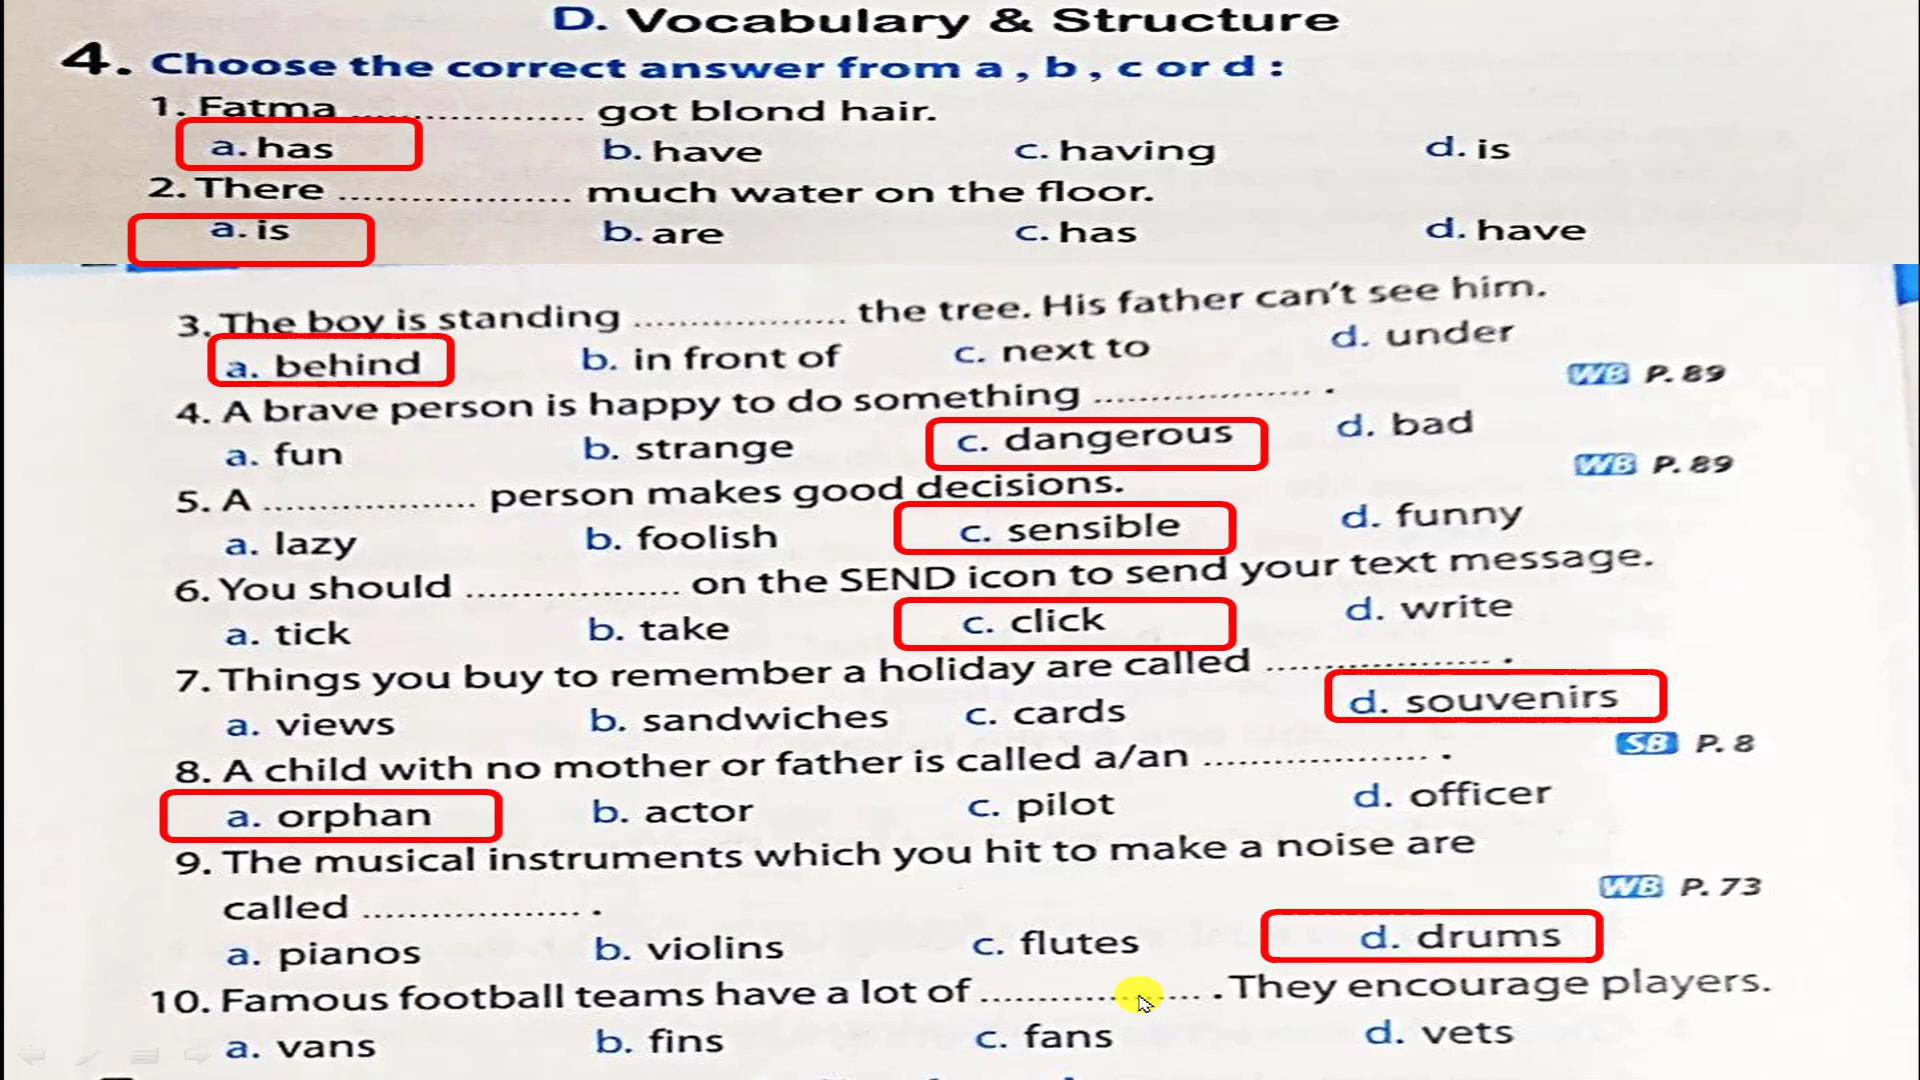 D. Vocabulary & Structure
4. Choose the correct answer from a , b , c or d :
1. Fatma .................... got blond hair.
a. has b. have c. having d. is
2. There .................... much water on the floor.
a. is b. are c. has d. have
3. The boy is standing .................... the tree. His father can't see him.
a. behind b. in front of c. next to d. under
WB P. 89
4. A brave person is happy to do something .................... .
a. fun b. strange c. dangerous d. bad
WB P. 89
5. A .................... person makes good decisions.
a. lazy b. foolish c. sensible d. funny
6. You should .................... on the SEND icon to send your text message.
a. tick b. take c. click d. write
7. Things you buy to remember a holiday are called .................... .
a. views b. sandwiches c. cards d. souvenirs
SB P. 8
8. A child with no mother or father is called a/an .................... .
a. orphan b. actor c. pilot d. officer
9. The musical instruments which you hit to make a noise are
WB P. 73
called .................... .
a. pianos b. violins c. flutes d. drums
10. Famous football teams have a lot of .................... . They encourage players.
a. vans b. fins c. fans d. vets